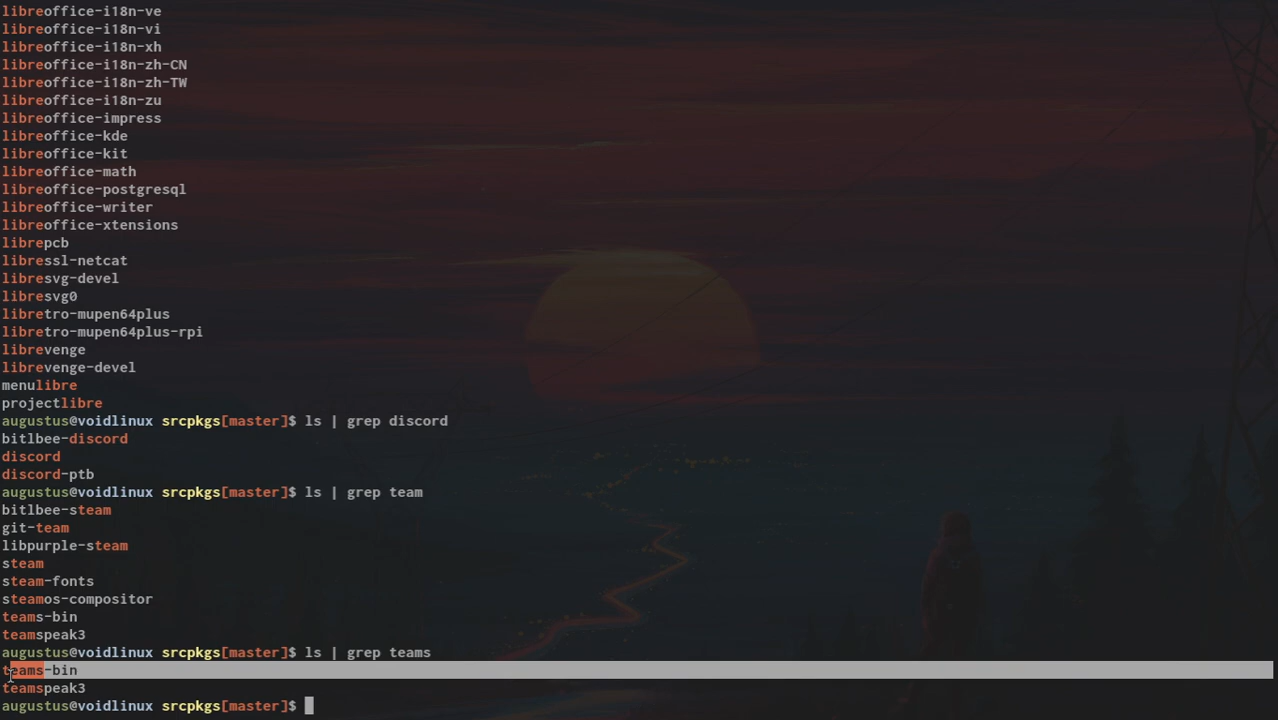 libreoffice-i18n-ve
libreoffice-i18n-vi
libreoffice-i18n-xh
libreoffice-i18n-zh-CN
libreoffice-i18n-zh-TW
libreoffice-i18n-zu
libreoffice-impress
libreoffice-kde
libreoffice-kit
libreoffice-math
libreoffice-postgresql
libreoffice-writer
libreoffice-xtensions
librepcb
libressl-netcat
libresvg-devel
libresvg0
libretro-mupen64plus
libretro-mupen64plus-rpi
librevenge
librevenge-devel
menulibre
projectlibre
augustus@voidlinux srcpkgs[master]$ ls | grep discord
bitlbee-discord
discord
discord-ptb
augustus@voidlinux srcpkgs[master]$ ls | grep team
bitlbee-steam
git-team
libpurple-steam
steam
steam-fonts
steamos-compositor
teams-bin
teamspeak3
augustus@voidlinux srcpkgs[master]$ ls | grep teams
teams-bin
teamspeak3
augustus@voidlinux srcpkgs[master]$